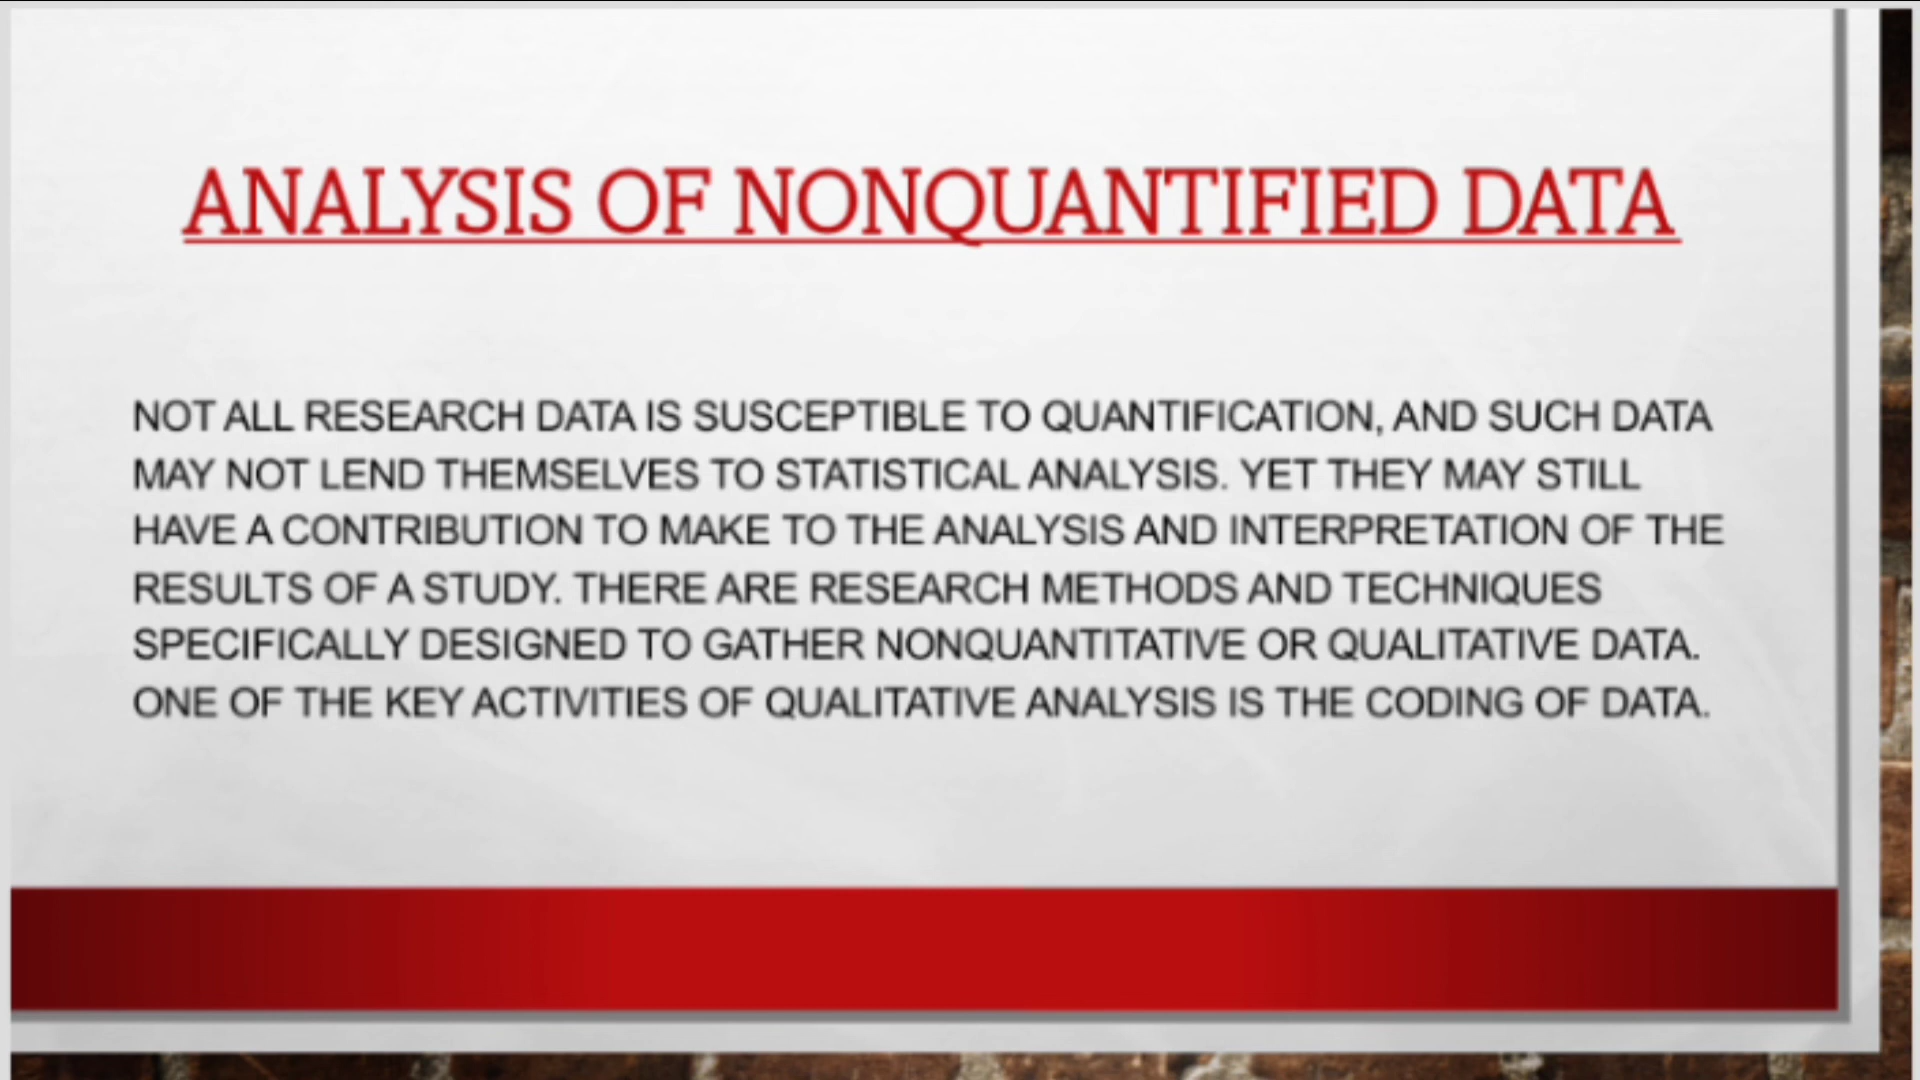 ANALYSIS OF NONQUANTIFIED DATA
NOT ALL RESEARCH DATA IS SUSCEPTIBLE TO QUANTIFICATION, AND SUCH DATA
MAY NOT LEND THEMSELVES TO STATISTICAL ANALYSIS. YET THEY MAY STILL
HAVE A CONTRIBUTION TO MAKE TO THE ANALYSIS AND INTERPRETATION OF THE
RESULTS OF A STUDY. THERE ARE RESEARCH METHODS AND TECHNIQUES
SPECIFICALLY DESIGNED TO GATHER NONQUANTITATIVE OR QUALITATIVE DATA.
ONE OF THE KEY ACTIVITIES OF QUALITATIVE ANALYSIS IS THE CODING OF DATA.